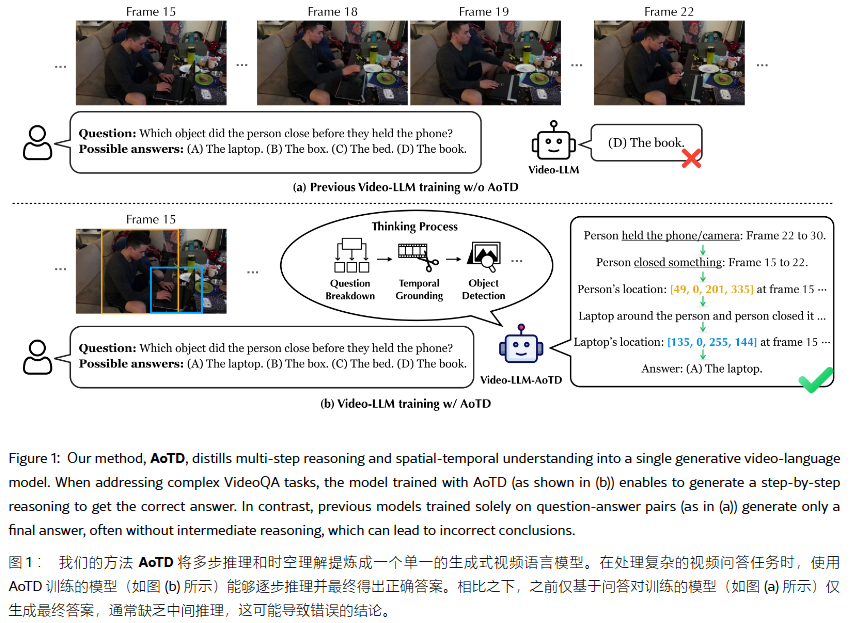 Frame 15
Frame 18
Frame 19
Frame 22
...
...
...
...
Question: Which object did the person close before they held the phone?
Possible answers: (A) The laptop. (B) The box. (C) The bed. (D) The book.
Video-LLM
(D) The book.
(a) Previous Video-LLM training w/o AoTD
Frame 15
...
...
Thinking Process
Question Breakdown
Temporal Grounding
Object Detection
...
Question: Which object did the person close before they held the phone?
Possible answers: (A) The laptop. (B) The box. (C) The bed. (D) The book.
Video-LLM-AoTD
Person held the phone/camera: Frame 22 to 30.
Person closed something: Frame 15 to 22.
Person's location: [49, 0, 201, 335] at frame 15 ...
Laptop around the person and person closed it ...
Laptop's location: [135, 0, 255, 144] at frame 15 ...
Answer: (A) The laptop.
(b) Video-LLM training w/ AoTD
Figure 1: Our method, AoTD, distills multi-step reasoning and spatial-temporal understanding into a single generative video-language
model. When addressing complex VideoQA tasks, the model trained with AoTD (as shown in (b)) enables to generate a step-by-step
reasoning to get the correct answer. In contrast, previous models trained solely on question-answer pairs (as in (a)) generate only a
final answer, often without intermediate reasoning, which can lead to incorrect conclusions.
图 1： 我们的方法 AoTD 将多步推理和时空理解提炼成一个单一的生成式视频语言模型。在处理复杂的视频问答任务时，使用
AoTD 训练的模型（如图 (b) 所示）能够逐步推理并最终得出正确答案。相比之下，之前仅基于问答对训练的模型（如图 (a) 所示）仅
生成最终答案，通常缺乏中间推理，这可能导致错误的结论。